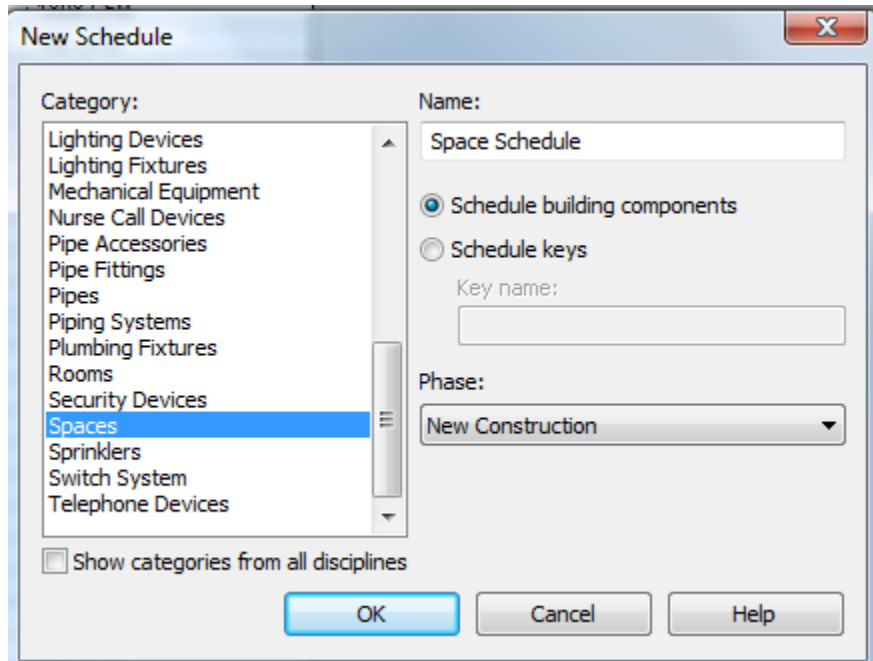 New Schedule
Category:
Lighting Devices
Lighting Fixtures
Mechanical Equipment
Nurse Call Devices
Pipe Accessories
Pipe Fittings
Pipes
Piping Systems
Plumbing Fixtures
Rooms
Security Devices
Spaces
Sprinklers
Switch System
Telephone Devices
Show categories from all disciplines
Name:
Space Schedule
Schedule building components
Schedule keys
Key name:
Phase:
New Construction
OK
Cancel
Help